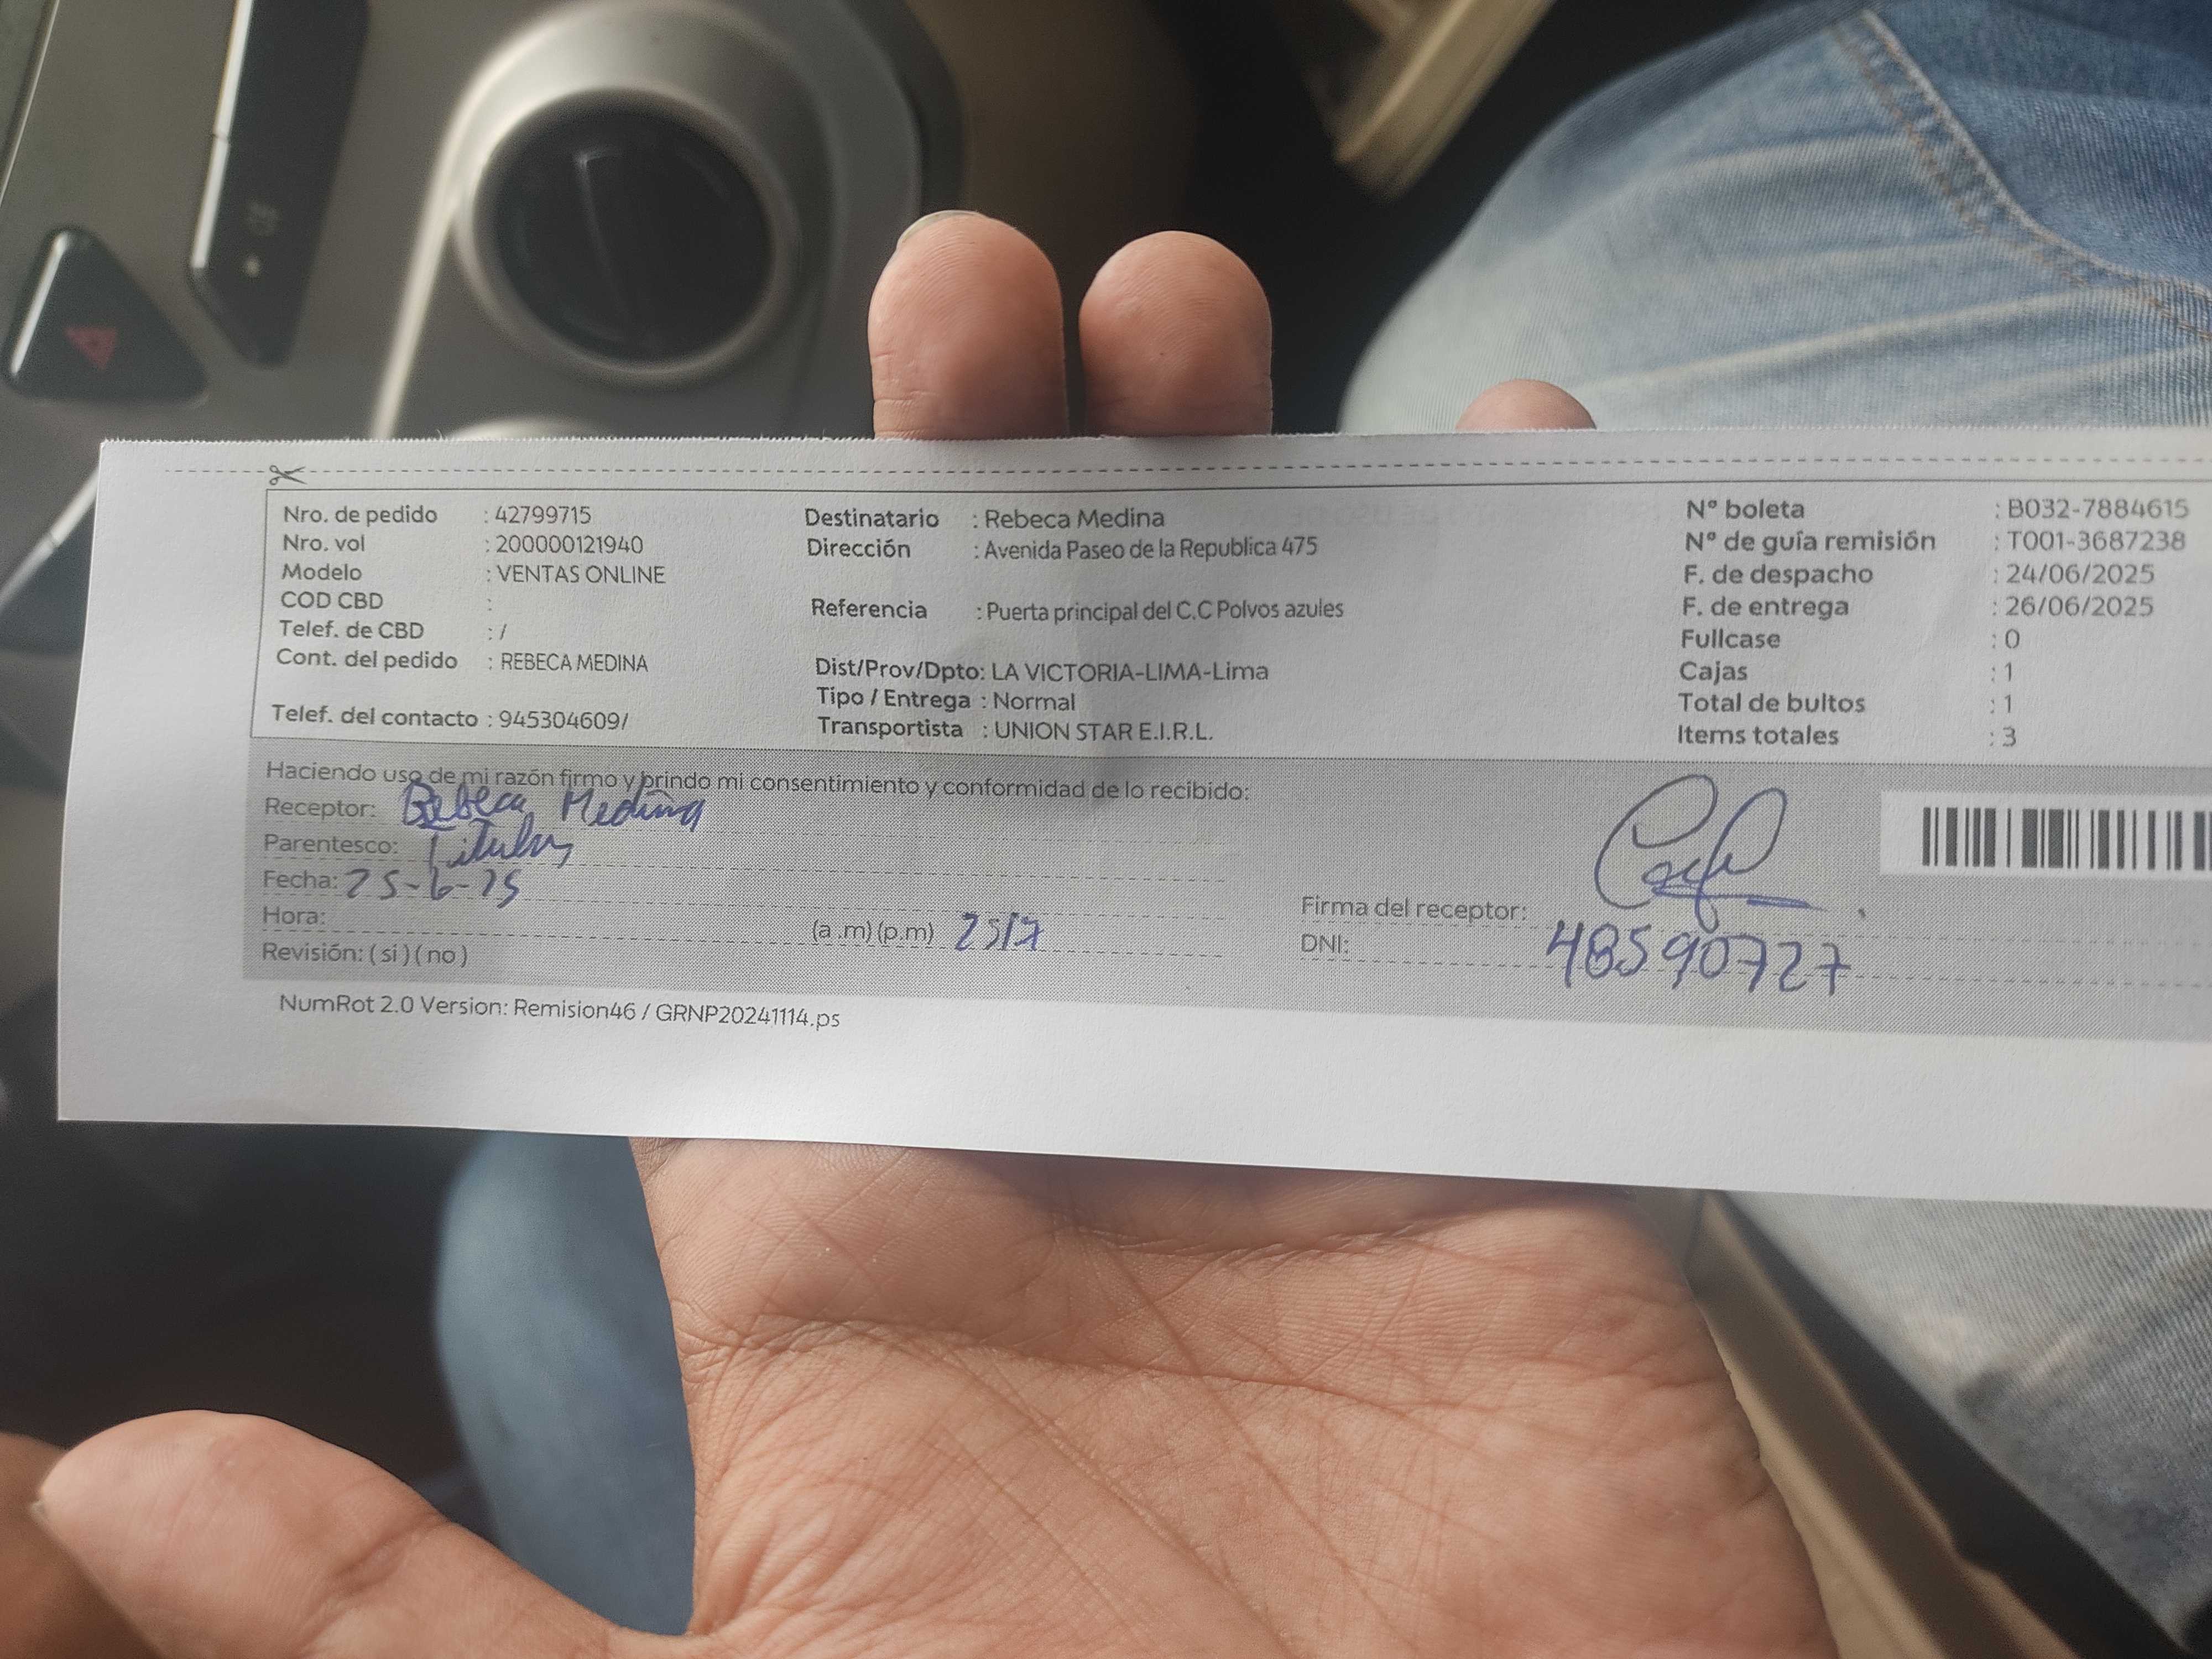 Nro. de pedido : 42799715
Nro. vol : 200000121940
Modelo : VENTAS ONLINE
COD CBD :
Telef. de CBD : /
Cont. del pedido : REBECA MEDINA
Telef. del contacto : 945304609/
Destinatario : Rebeca Medina
Dirección : Avenida Paseo de la Republica 475
Referencia : Puerta principal del C.C Polvos azules
Dist/Prov/Dpto: LA VICTORIA-LIMA-Lima
Tipo / Entrega : Normal
Transportista : UNION STAR E.I.R.L.
N° boleta : B032-7884615
N° de guía remisión : T001-3687238
F. de despacho : 24/06/2025
F. de entrega : 26/06/2025
Fullcase : 0
Cajas : 1
Total de bultos : 1
Items totales : 3
Haciendo uso de mi razón firmo y brindo mi consentimiento y conformidad de lo recibido:
Receptor: Rebeca Medina
Parentesco: Titular
Fecha: 25-6-25
Hora: (a .m) (p.m) 2517
Revisión: ( si ) ( no )
Firma del receptor:
DNI: 48590727
NumRot 2.0 Version: Remision46 / GRNP20241114.ps